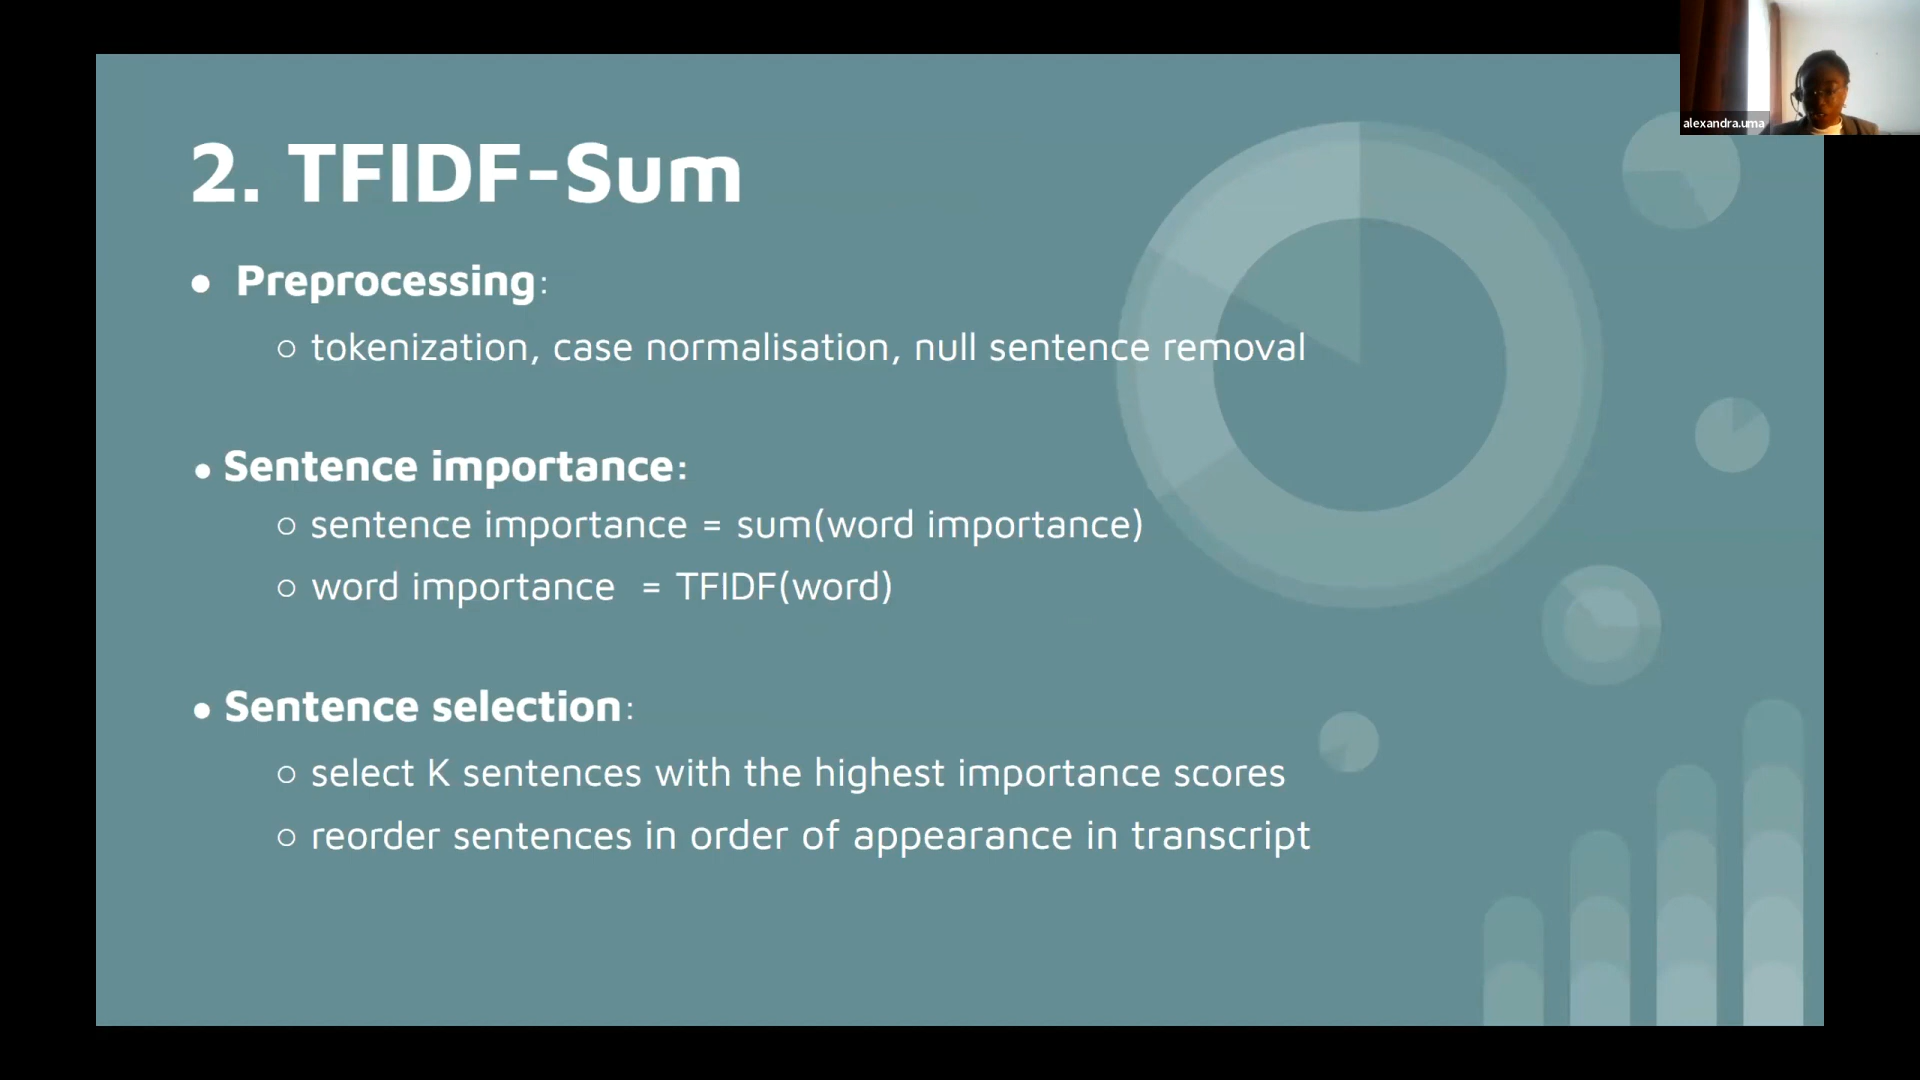 alexandra.uma
2. TFIDF-Sum
● Preprocessing:
○ tokenization, case normalisation, null sentence removal
● Sentence importance:
○ sentence importance = sum(word importance)
○ word importance = TFIDF(word)
● Sentence selection:
○ select K sentences with the highest importance scores
○ reorder sentences in order of appearance in transcript